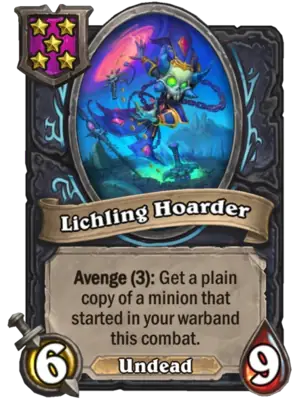 Lichling Hoarder
Avenge (3): Get a plain
copy of a minion that
started in your warband
this combat.
6
Undead
9